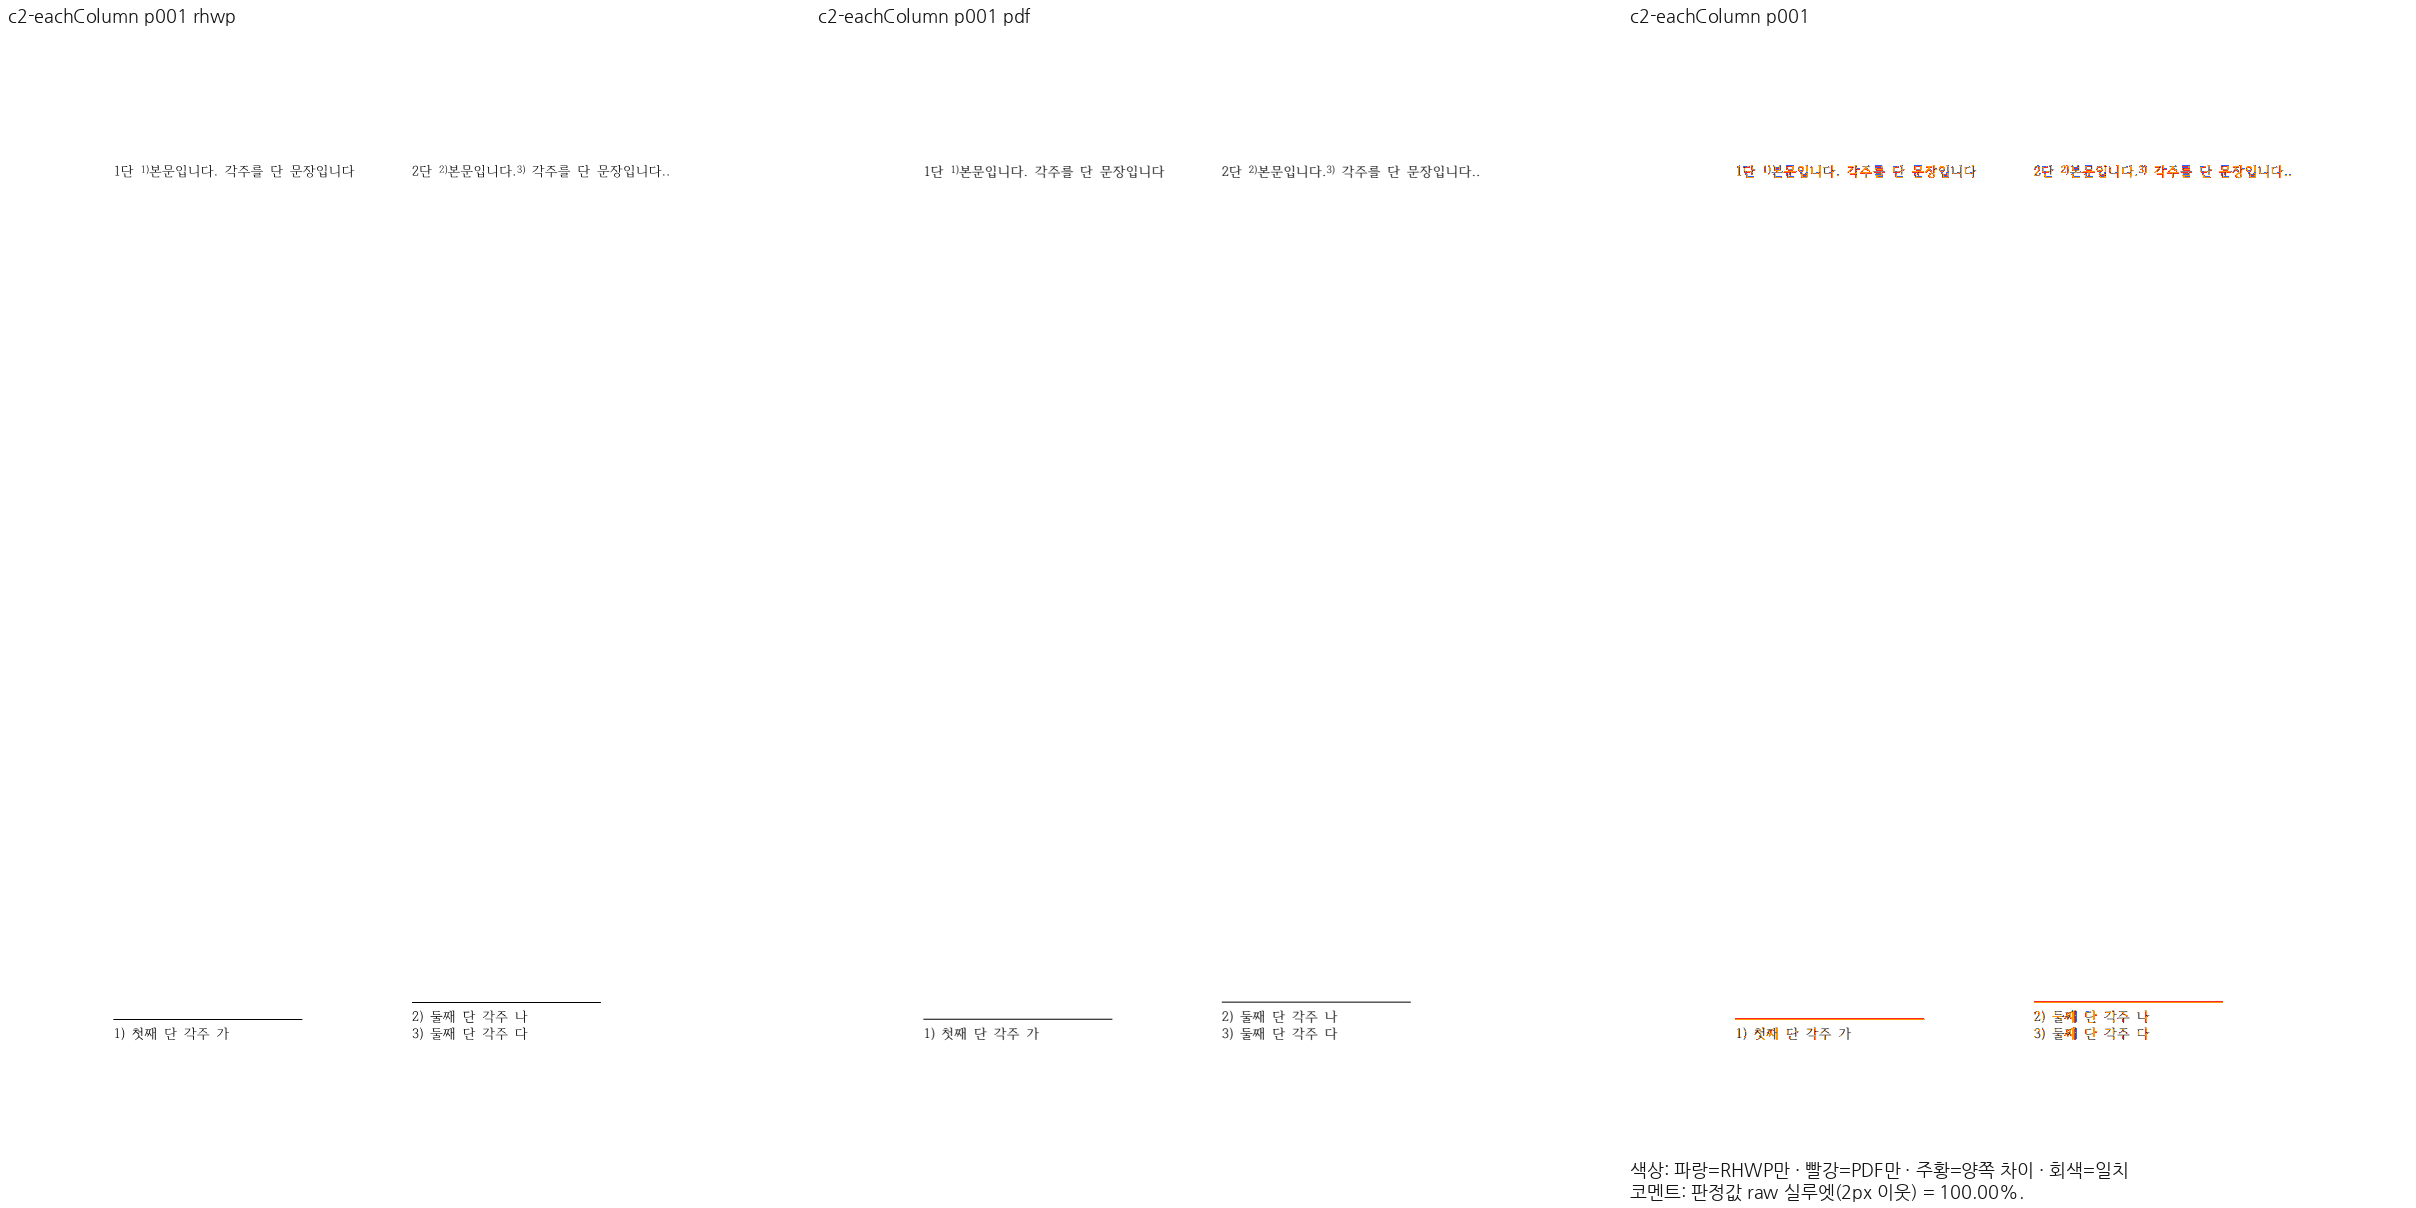 c2-eachColumn p001 rhwp
1단 1)본문입니다. 각주를 단 문장입니다
2단 2)본문입니다.3) 각주를 단 문장입니다..
1) 첫째 단 각주 가
2) 둘째 단 각주 나
3) 둘째 단 각주 다
c2-eachColumn p001 pdf
1단 1)본문입니다. 각주를 단 문장입니다
2단 2)본문입니다.3) 각주를 단 문장입니다..
1) 첫째 단 각주 가
2) 둘째 단 각주 나
3) 둘째 단 각주 다
c2-eachColumn p001
1단 1)본문입니다. 각주를 단 문장입니다
2단 2)본문입니다.3) 각주를 단 문장입니다..
1) 첫째 단 각주 가
2) 둘째 단 각주 나
3) 둘째 단 각주 다
색상: 파랑=RHWP만 · 빨강=PDF만 · 주황=양쪽 차이 · 회색=일치
코멘트: 판정값 raw 실루엣(2px 이웃) = 100.00%.